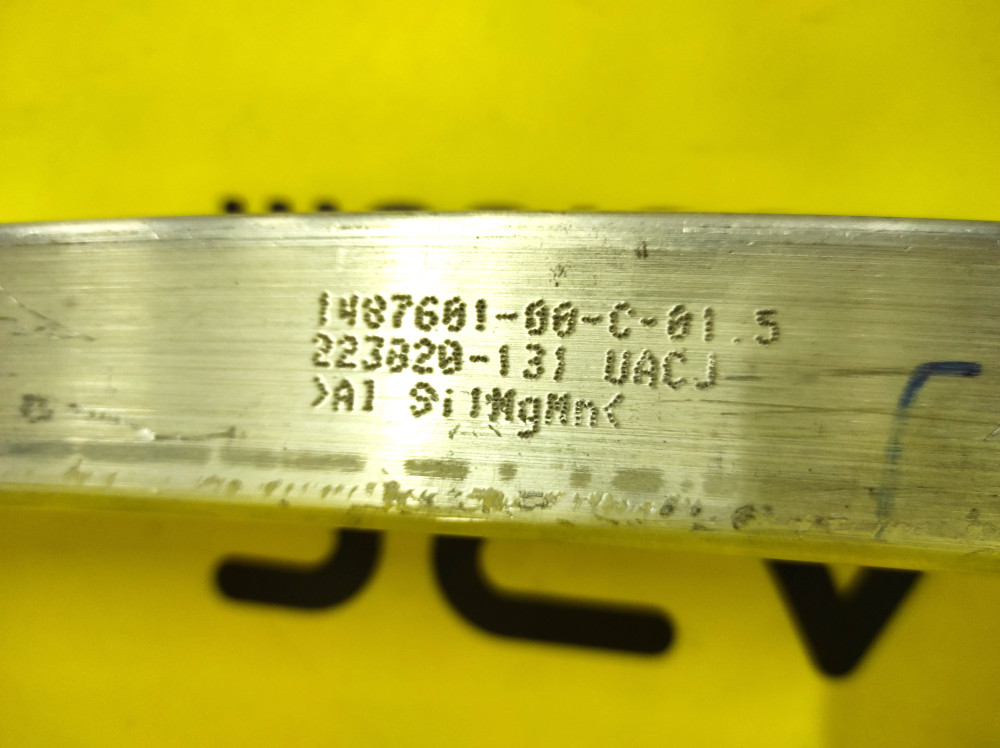 1487601-00-C-01.5
223020-131 UACJ
>Al Si1MgMn<